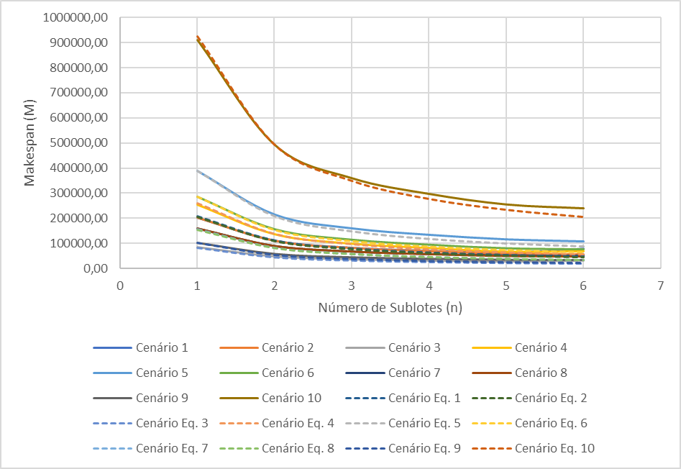 1000000,00
900000,00
800000,00
700000,00
600000,00
500000,00
400000,00
300000,00
200000,00
100000,00
0,00
Makespan (M)
0 1 2 3 4 5 6 7
Número de Sublotes (n)
Cenário 1 Cenário 2 Cenário 3 Cenário 4
Cenário 5 Cenário 6 Cenário 7 Cenário 8
Cenário 9 Cenário 10 Cenário Eq. 1 Cenário Eq. 2
Cenário Eq. 3 Cenário Eq. 4 Cenário Eq. 5 Cenário Eq. 6
Cenário Eq. 7 Cenário Eq. 8 Cenário Eq. 9 Cenário Eq. 10